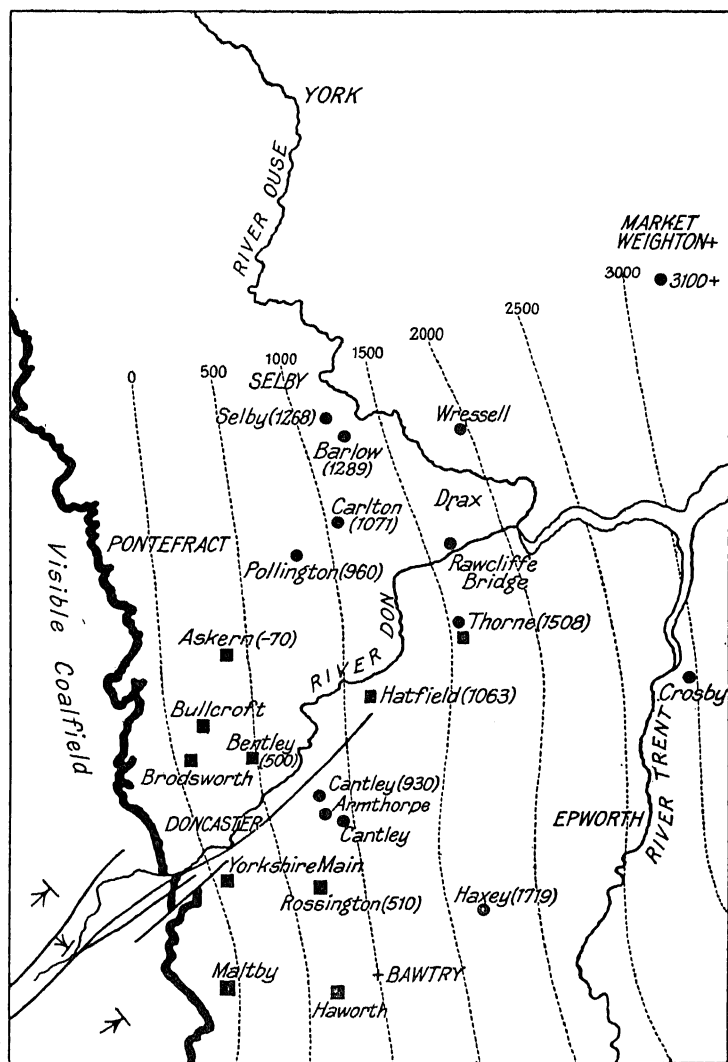 YORK
RIVER OUSE
MARKET
WEIGHTON+
3100+
3000
2500
2000
1500
1000
500
0
SELBY
Selby(1268)
Barlow
(1289)
Wressell
Carlton
(1071)
Drax
PONTEFRACT
Pollington(960)
Rawcliffe
Bridge
Visible Coalfield
Askern(-70)
RIVER DON
Thorne(1508)
Hatfield(1063)
Crosby
Bullcroft
Bentley
(500)
Brodsworth
RIVER TRENT
Cantley(930)
Armthorpe
Cantley
DONCASTER
EPWORTH
Yorkshire Main
Rossington(510)
Haxey(1719)
Maltby
+BAWTRY
Haworth